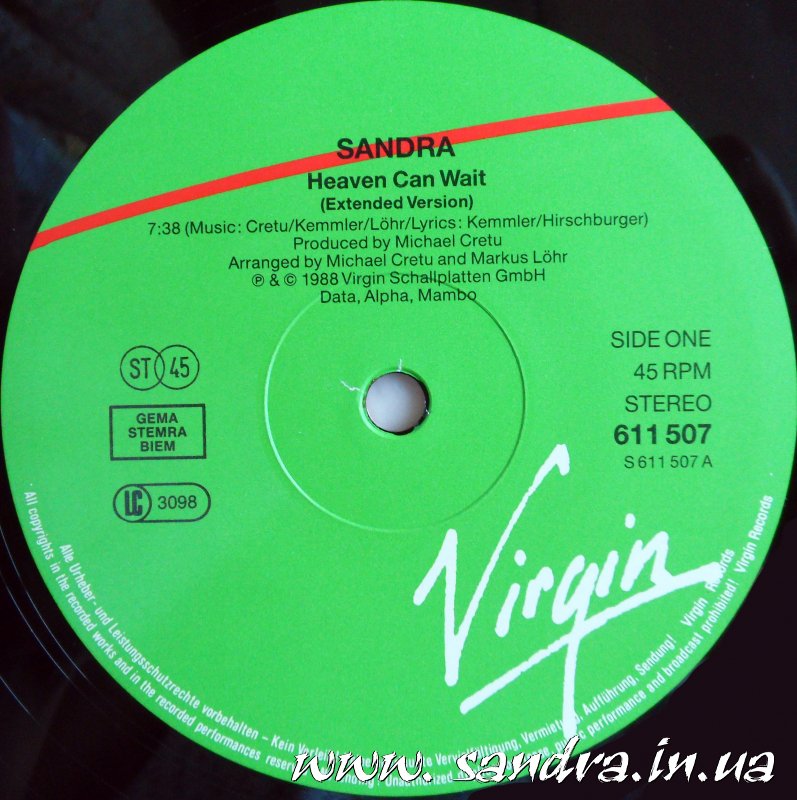 SANDRA
Heaven Can Wait
(Extended Version)
7:38 (Music: Cretu/Kemmler/Löhr/Lyrics: Kemmler/Hirschburger)
Produced by Michael Cretu
Arranged by Michael Cretu and Markus Löhr
℗ & © 1988 Virgin Schallplatten GmbH
Data, Alpha, Mambo
ST 45
GEMA
STEMRA
BIEM
LC 3098
SIDE ONE
45 RPM
STEREO
611 507
S 611 507 A
Virgin
Alle Urheber- und Leistungsschutzrechte vorbehalten – Kein Verleih! Vervielfältigung, Vermietung, Aufführung, Sendung! Virgin Records
All copyrights in the recorded works and in the recorded performances public performance and broadcast prohibited! Virgin Records
www.sandra.in.ua